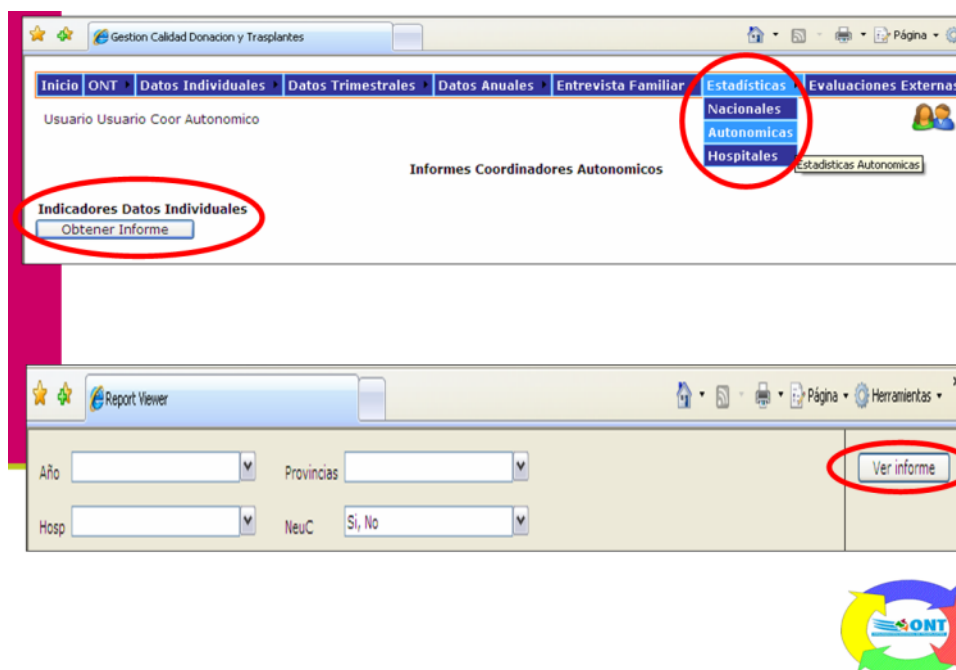 Gestion Calidad Donacion y Trasplantes
Página
Inicio ONT Datos Individuales Datos Trimestrales Datos Anuales Entrevista Familiar Estadísticas Evaluaciones Externas
Usuario Usuario Coor Autonomico
Nacionales
Autonomicas
Hospitales
Estadisticas Autonomicas
Informes Coordinadores Autonomicos
Indicadores Datos Individuales
Obtener Informe
Report Viewer
Página Herramientas
Año Provincias Ver informe
Hosp NeuC Si, No
ONT